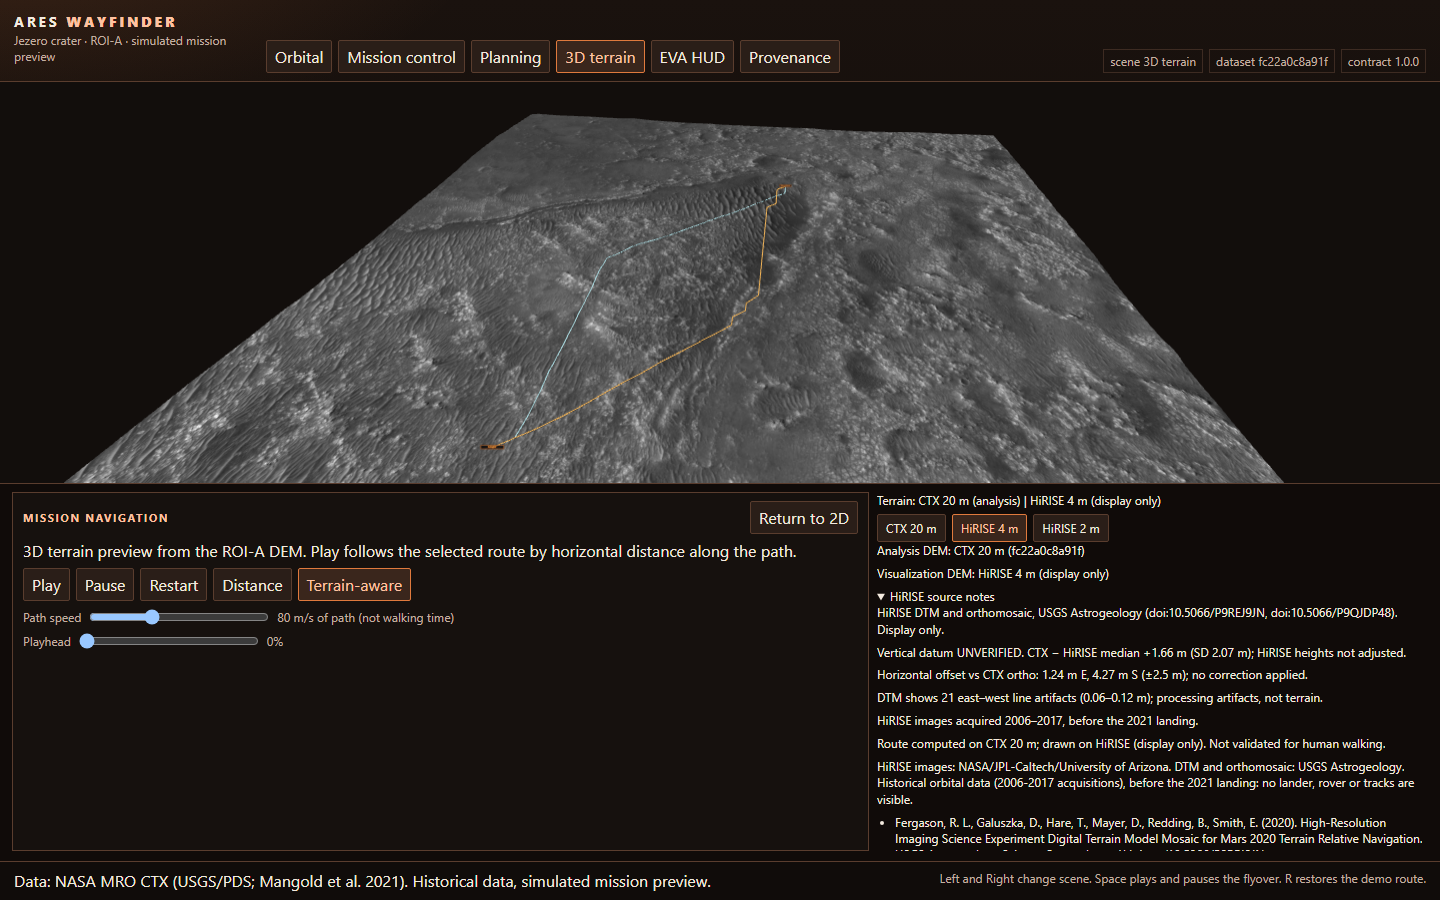 ARES WAYFINDER
Jezero crater · ROI-A · simulated mission
preview
Orbital
Mission control
Planning
3D terrain
EVA HUD
Provenance
scene 3D terrain
dataset fc22a0c8a91f
contract 1.0.0
MISSION NAVIGATION
Return to 2D
3D terrain preview from the ROI-A DEM. Play follows the selected route by horizontal distance along the path.
Play
Pause
Restart
Distance
Terrain-aware
Path speed
80 m/s of path (not walking time)
Playhead
0%
Terrain: CTX 20 m (analysis) | HiRISE 4 m (display only)
CTX 20 m
HiRISE 4 m
HiRISE 2 m
Analysis DEM: CTX 20 m (fc22a0c8a91f)
Visualization DEM: HiRISE 4 m (display only)
▼ HiRISE source notes
HiRISE DTM and orthomosaic, USGS Astrogeology (doi:10.5066/P9REJ9JN, doi:10.5066/P9QJDP48).
Display only.
Vertical datum UNVERIFIED. CTX − HiRISE median +1.66 m (SD 2.07 m); HiRISE heights not adjusted.
Horizontal offset vs CTX ortho: 1.24 m E, 4.27 m S (±2.5 m); no correction applied.
DTM shows 21 east–west line artifacts (0.06–0.12 m); processing artifacts, not terrain.
HiRISE images acquired 2006–2017, before the 2021 landing.
Route computed on CTX 20 m; drawn on HiRISE (display only). Not validated for human walking.
HiRISE images: NASA/JPL-Caltech/University of Arizona. DTM and orthomosaic: USGS Astrogeology.
Historical orbital data (2006-2017 acquisitions), before the 2021 landing: no lander, rover or tracks are
visible.
• Fergason, R. L., Galuszka, D., Hare, T., Mayer, D., Redding, B., Smith, E. (2020). High-Resolution
Imaging Science Experiment Digital Terrain Model Mosaic for Mars 2020 Terrain Relative Navigation.
Data: NASA MRO CTX (USGS/PDS; Mangold et al. 2021). Historical data, simulated mission preview.
Left and Right change scene. Space plays and pauses the flyover. R restores the demo route.